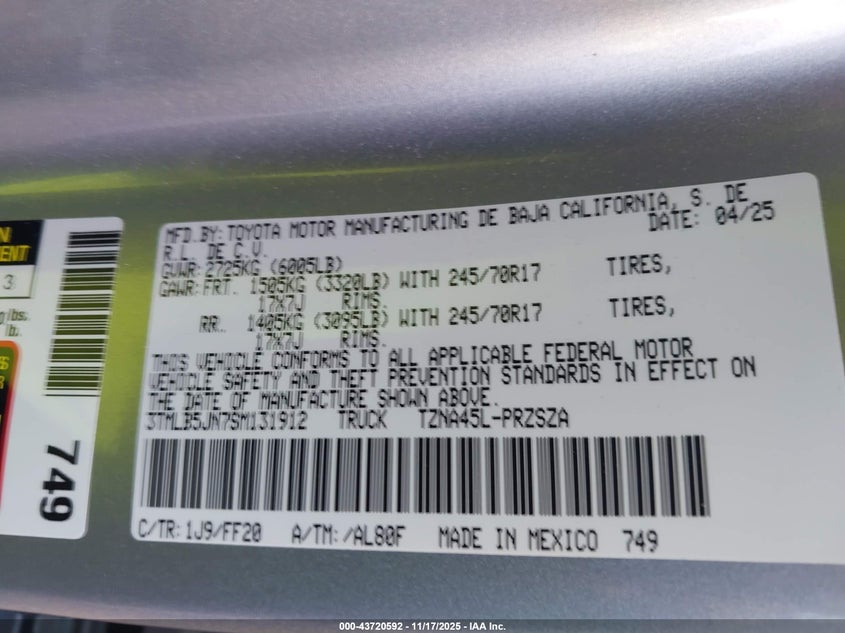 MFD.BY: TOYOTA MOTOR MANUFACTURING DE BAJA CALIFORNIA, S. DE
R.L. DE C.V. DATE: 04/25
GVWR: 2725KG (6005LB)
GAWR: FRT. 1505KG (3320LB) WITH 245/70R17 TIRES,
17X7J RIMS.
RR. 1405KG (3095LB) WITH 245/70R17 TIRES,
17X7J RIMS.
THIS VEHICLE CONFORMS TO ALL APPLICABLE FEDERAL MOTOR
VEHICLE SAFETY AND THEFT PREVENTION STANDARDS IN EFFECT ON
THE DATE OF MANUFACTURE SHOWN ABOVE.
3TMLB5JN7SM131912 TRUCK TZNA45L-PRZSZA
C/TR: 1J9/FF20 A/TM: /AL80F MADE IN MEXICO 749
3
lbs.
lb.
749
000-43720592 - 11/17/2025 - IAA Inc.